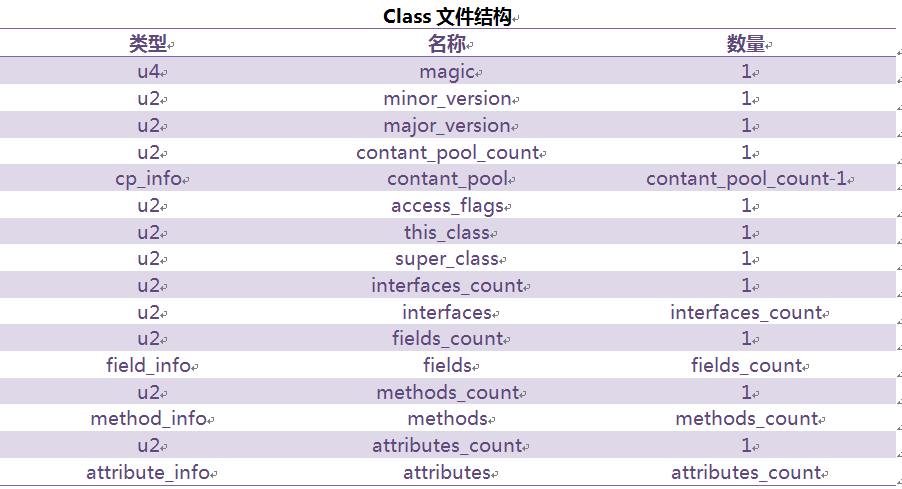 Class 文件结构
类型 名称 数量
u4 magic 1
u2 minor_version 1
u2 major_version 1
u2 contant_pool_count 1
cp_info contant_pool contant_pool_count-1
u2 access_flags 1
u2 this_class 1
u2 super_class 1
u2 interfaces_count 1
u2 interfaces interfaces_count
u2 fields_count 1
field_info fields fields_count
u2 methods_count 1
method_info methods methods_count
u2 attributes_count 1
attribute_info attributes attributes_count